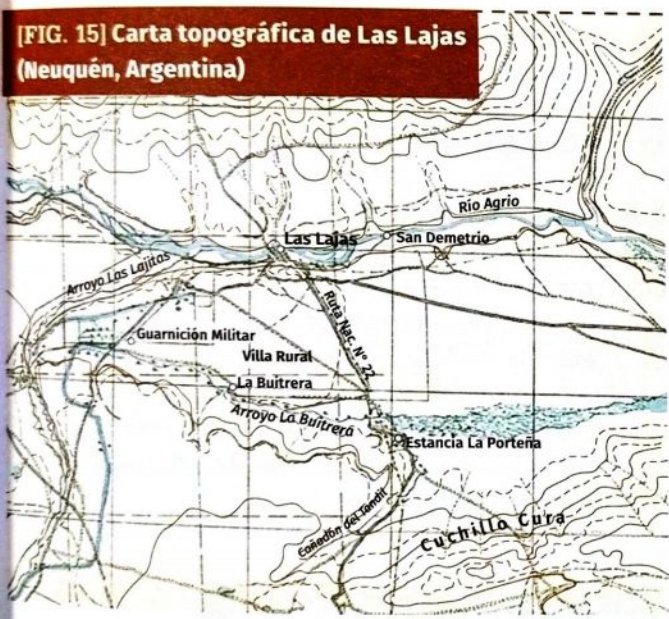 [FIG. 15] Carta topográfica de Las Lajas
(Neuquén, Argentina)
Río Agrio
Las Lajas
San Demetrio
Arroyo Las Lajitas
Ruta Nac. N° 22
Guarnición Militar
Villa Rural
La Buitrera
Arroyo La Buitrera
Estancia La Porteña
Cañadón del Tandil
Cuchillo Cura